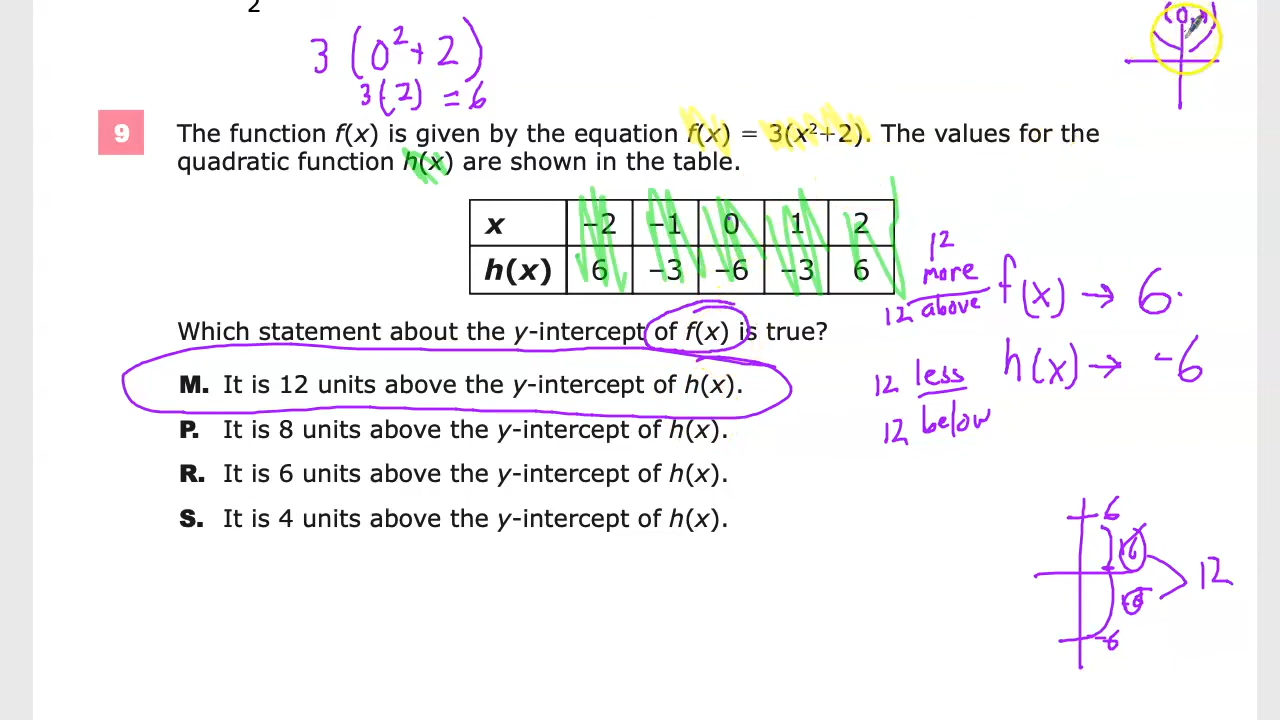 2
3 (0²+ 2)
3(2) = 6
(0,
9
The function f(x) is given by the equation f(x) = 3(x²+2). The values for the
quadratic function h(x) are shown in the table.
x −2 −1 0 1 2
h(x) 6 −3 −6 −3 6
12
more
12 above
f(x) → 6.
Which statement about the y-intercept of f(x) is true?
12 less
12 below
h(x) → -6
M. It is 12 units above the y-intercept of h(x).
P. It is 8 units above the y-intercept of h(x).
R. It is 6 units above the y-intercept of h(x).
S. It is 4 units above the y-intercept of h(x).
6
6
12
-6